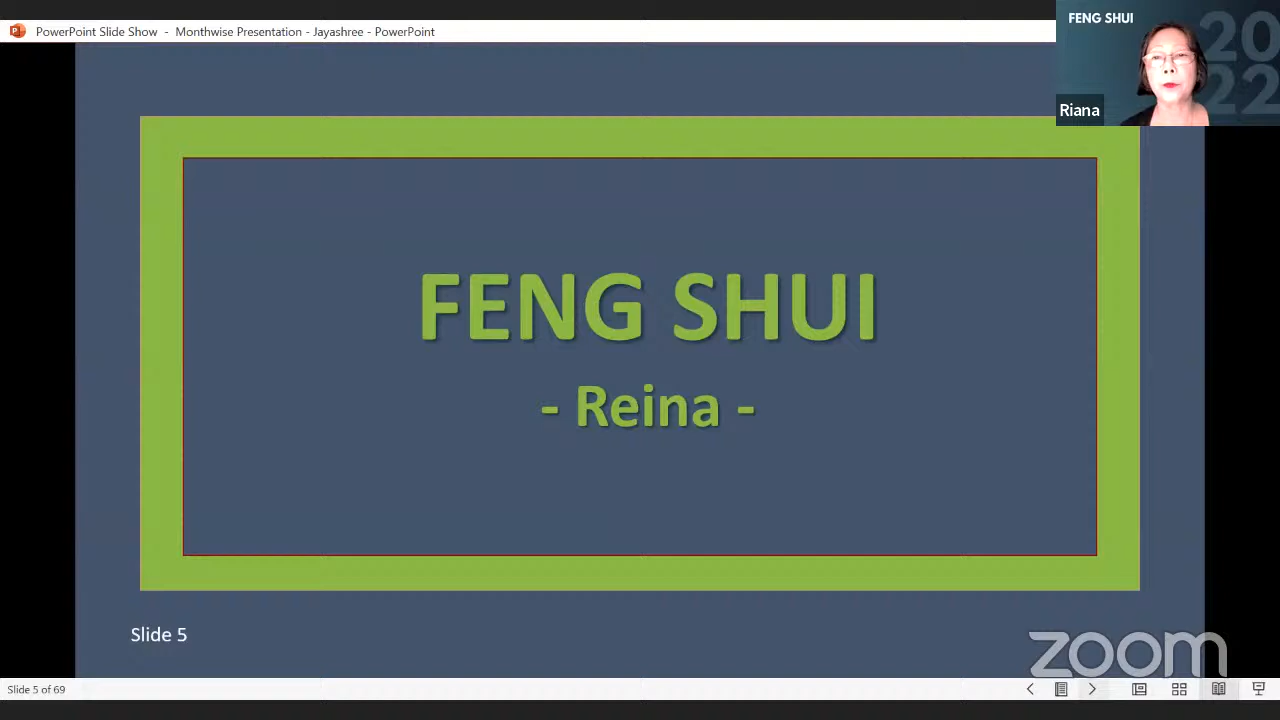 PowerPoint Slide Show - Monthwise Presentation - Jayashree - PowerPoint
FENG SHUI
2022
Riana
FENG SHUI
- Reina -
Slide 5
zoom
Slide 5 of 69